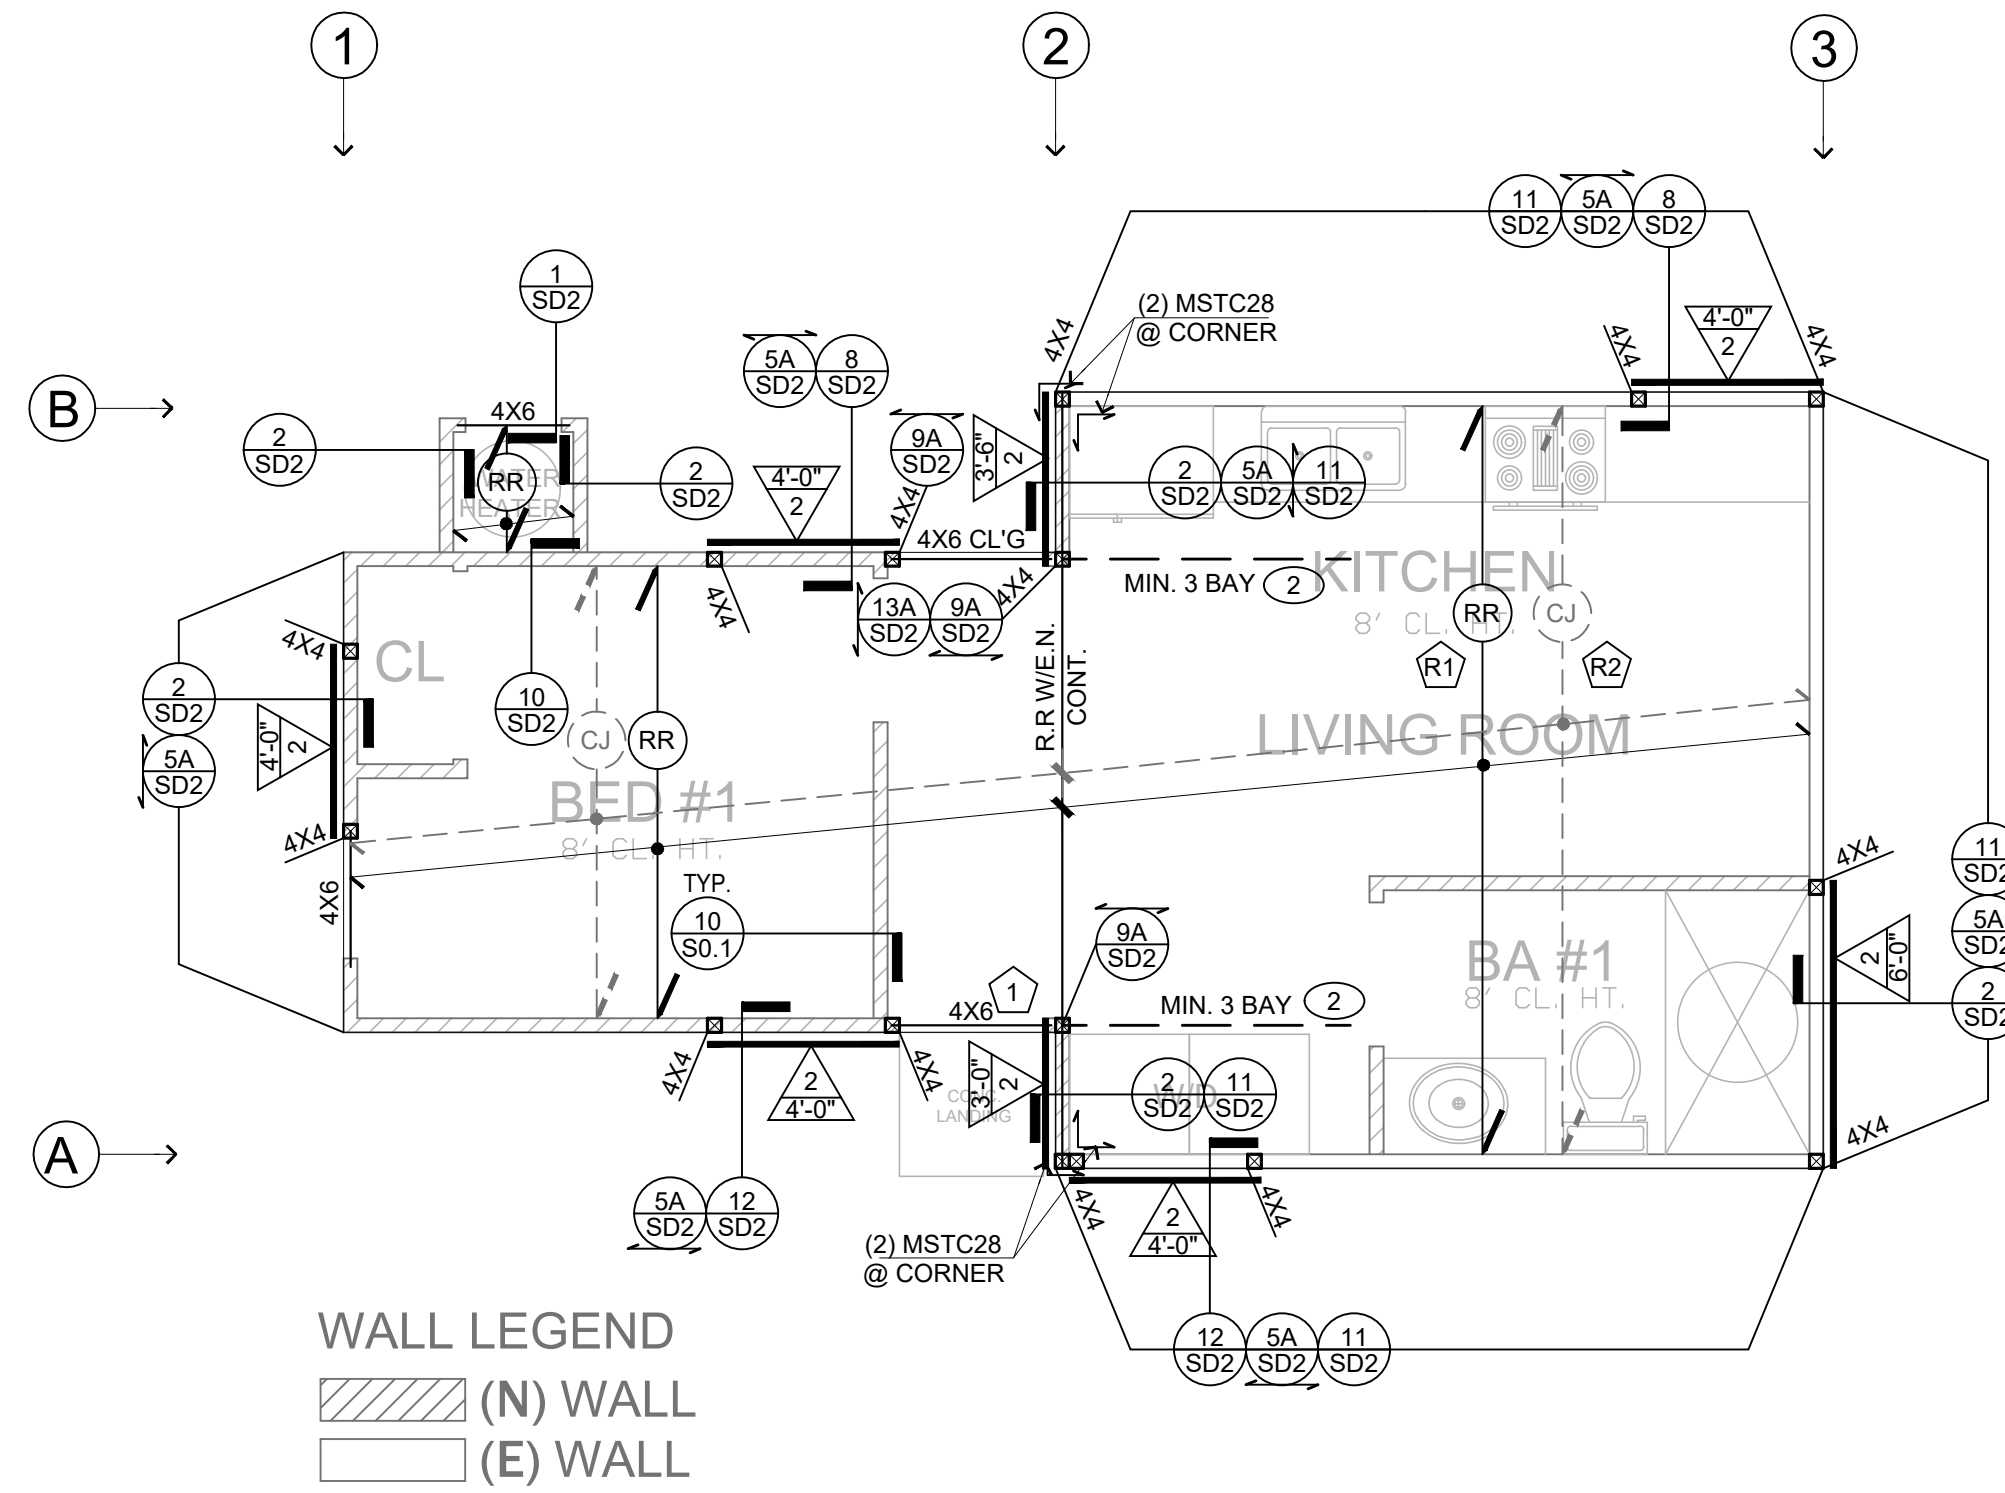 1
2
3
11
SD2
5A
SD2
8
SD2
1
SD2
(2) MSTC28
@ CORNER
4X4
4X4
4'-0"
2
4X4
5A
SD2
8
SD2
B
4X6
2
SD2
9A
SD2
3'-6"
2
RR
WATER
HEATER
2
SD2
4'-0"
2
4X4
2
SD2
5A
SD2
11
SD2
4X6 CL'G
KITCHEN
MIN. 3 BAY
2
8' CL. HT.
4X4
4X4
13A
SD2
9A
SD2
RR
CJ
4X4
CL
R.R W/E.N.
CONT.
R1
R2
2
SD2
10
SD2
4'-0"
2
CJ
RR
LIVING ROOM
5A
SD2
BED #1
8' CL. HT.
4X4
4X6
TYP.
10
S0.1
4X4
11
SD2
9A
SD2
5A
SD2
BA #1
8' CL. HT.
2
6'-0"
1
4X6
MIN. 3 BAY
2
2
SD2
4X4
2
4'-0"
4X4
3'-0"
2
CONC.
LANDING
2
SD2
W/D
11
SD2
A
4X4
5A
SD2
12
SD2
4X4
2
4'-0"
4X4
(2) MSTC28
@ CORNER
12
SD2
5A
SD2
11
SD2
WALL LEGEND
(N) WALL
(E) WALL